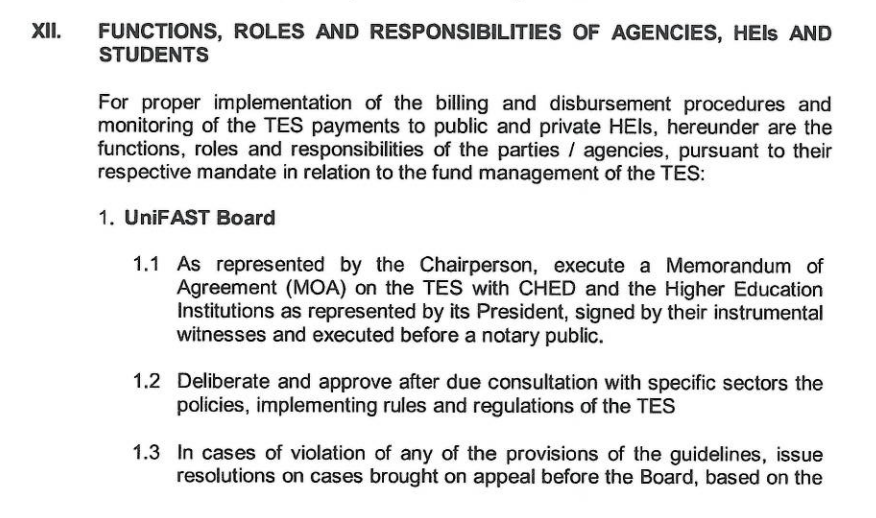 XII. FUNCTIONS, ROLES AND RESPONSIBILITIES OF AGENCIES, HEIs AND
STUDENTS
For proper implementation of the billing and disbursement procedures and
monitoring of the TES payments to public and private HEIs, hereunder are the
functions, roles and responsibilities of the parties / agencies, pursuant to their
respective mandate in relation to the fund management of the TES:
1. UniFAST Board
1.1 As represented by the Chairperson, execute a Memorandum of
Agreement (MOA) on the TES with CHED and the Higher Education
Institutions as represented by its President, signed by their instrumental
witnesses and executed before a notary public.
1.2 Deliberate and approve after due consultation with specific sectors the
policies, implementing rules and regulations of the TES
1.3 In cases of violation of any of the provisions of the guidelines, issue
resolutions on cases brought on appeal before the Board, based on the